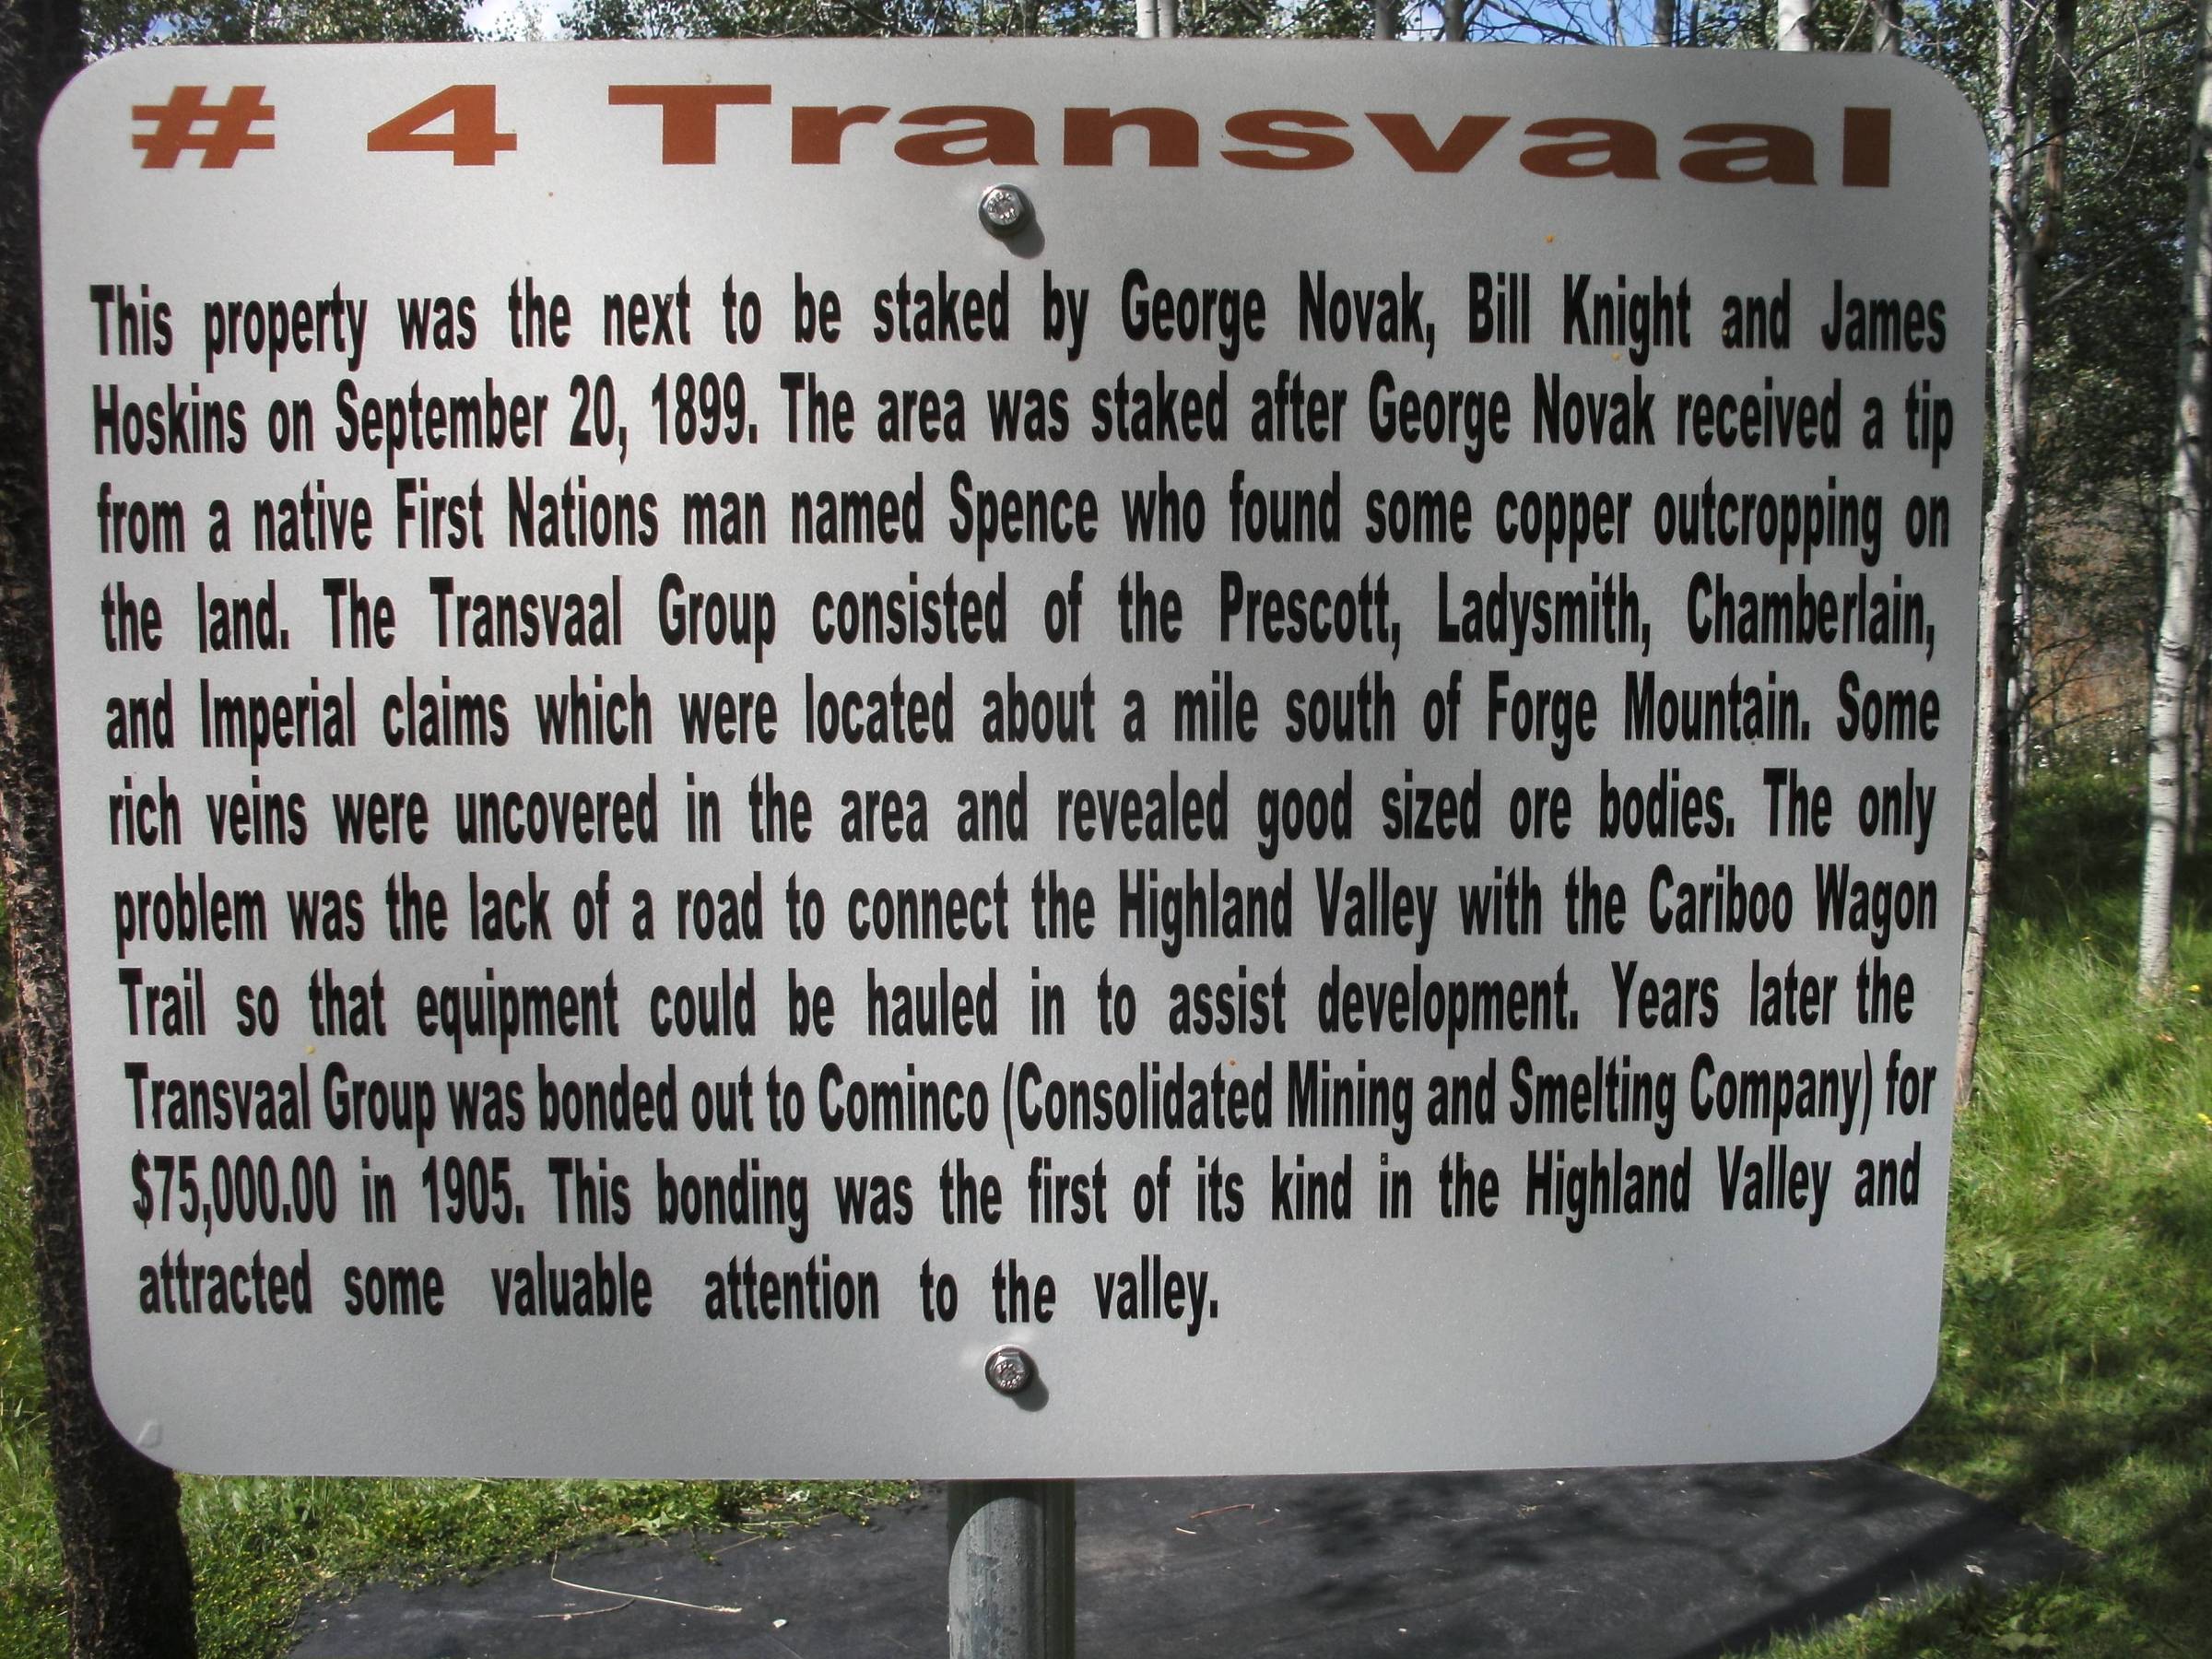 # 4 Transvaal
This property was the next to be staked by George Novak, Bill Knight and James
Hoskins on September 20, 1899. The area was staked after George Novak received a tip
from a native First Nations man named Spence who found some copper outcropping on
the land. The Transvaal Group consisted of the Prescott, Ladysmith, Chamberlain,
and Imperial claims which were located about a mile south of Forge Mountain. Some
rich veins were uncovered in the area and revealed good sized ore bodies. The only
problem was the lack of a road to connect the Highland Valley with the Cariboo Wagon
Trail so that equipment could be hauled in to assist development. Years later the
Transvaal Group was bonded out to Cominco (Consolidated Mining and Smelting Company) for
$75,000.00 in 1905. This bonding was the first of its kind in the Highland Valley and
attracted some valuable attention to the valley.